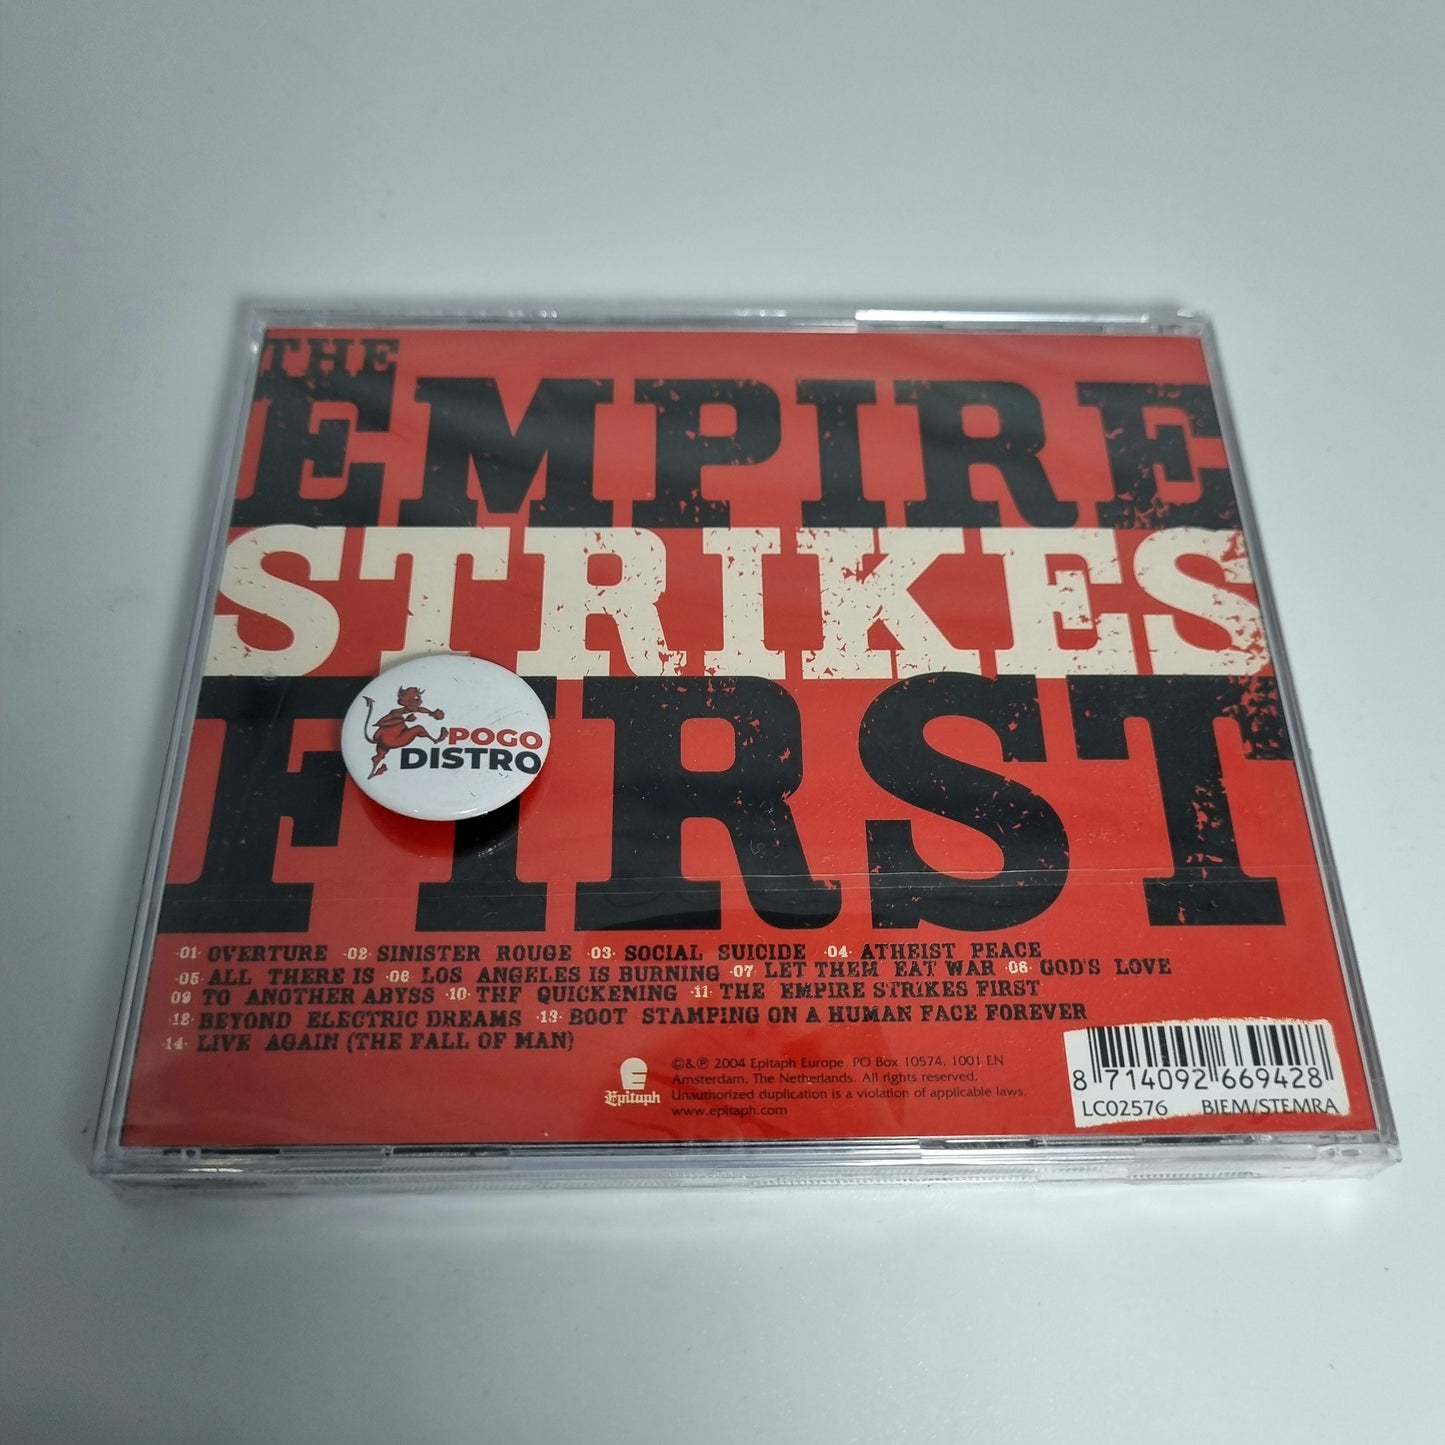 THE
EMPIRE
STRIKES
FIRST
POGO
DISTRO
·01· OVERTURE ·02· SINISTER ROUGE ·03· SOCIAL SUICIDE ·04· ATHEIST PEACE
·05· ALL THERE IS ·06· LOS ANGELES IS BURNING ·07· LET THEM EAT WAR ·08· GOD'S LOVE
·09· TO ANOTHER ABYSS ·10· THE QUICKENING ·11· THE EMPIRE STRIKES FIRST
·12· BEYOND ELECTRIC DREAMS ·13· BOOT STAMPING ON A HUMAN FACE FOREVER
·14· LIVE AGAIN (THE FALL OF MAN)
Epitaph
©&℗ 2004 Epitaph Europe, PO Box 10574, 1001 EN
Amsterdam, The Netherlands. All rights reserved.
Unauthorized duplication is a violation of applicable laws.
www.epitaph.com
8 714092 669428
LC02576 BIEM/STEMRA